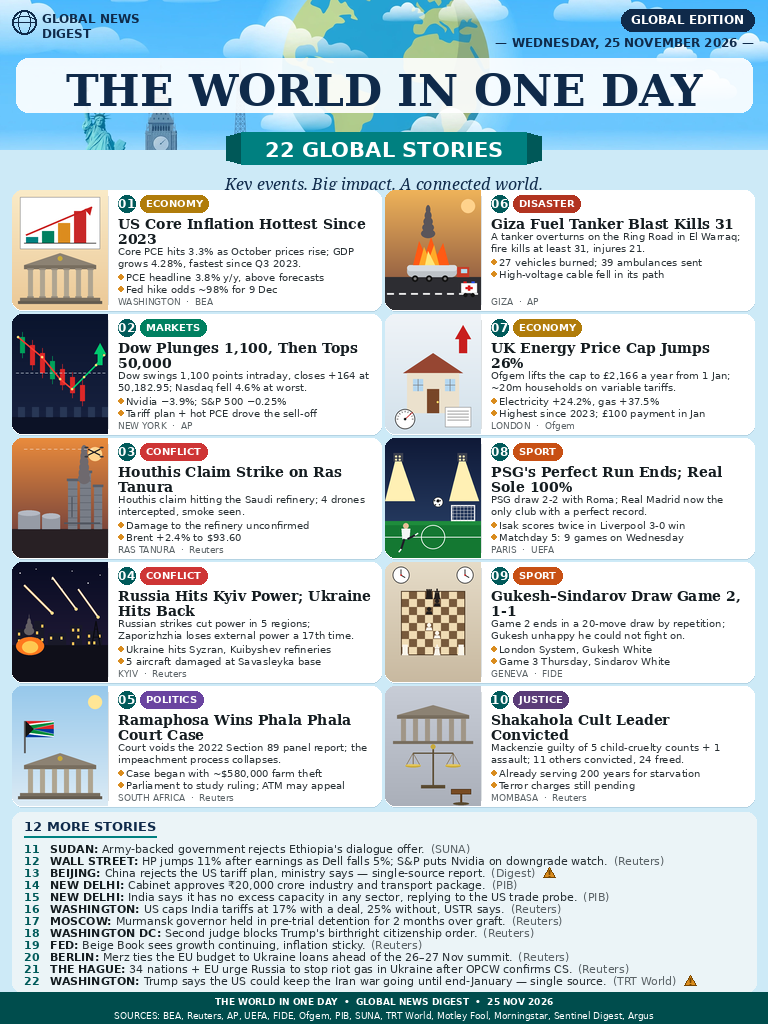 GLOBAL NEWS
DIGEST
GLOBAL EDITION
— WEDNESDAY, 25 NOVEMBER 2026 —
THE WORLD IN ONE DAY
22 GLOBAL STORIES
Key events. Big impact. A connected world.
01 ECONOMY
US Core Inflation Hottest Since
2023
Core PCE hits 3.3% as October prices rise; GDP
grows 4.28%, fastest since Q3 2023.
PCE headline 3.8% y/y, above forecasts
Fed hike odds ~98% for 9 Dec
WASHINGTON · BEA
02 MARKETS
Dow Plunges 1,100, Then Tops
50,000
Dow swings 1,100 points intraday, closes +164 at
50,182.95; Nasdaq fell 4.6% at worst.
Nvidia −3.9%; S&P 500 −0.25%
Tariff plan + hot PCE drove the sell-off
NEW YORK · AP
03 CONFLICT
Houthis Claim Strike on Ras
Tanura
Houthis claim hitting the Saudi refinery; 4 drones
intercepted, smoke seen.
Damage to the refinery unconfirmed
Brent +2.4% to $93.60
RAS TANURA · Reuters
04 CONFLICT
Russia Hits Kyiv Power; Ukraine
Hits Back
Russian strikes cut power in 5 regions;
Zaporizhzhia loses external power a 17th time.
Ukraine hits Syzran, Kuibyshev refineries
5 aircraft damaged at Savasleyka base
KYIV · Reuters
05 POLITICS
Ramaphosa Wins Phala Phala
Court Case
Court voids the 2022 Section 89 panel report; the
impeachment process collapses.
Case began with ~$580,000 farm theft
Parliament to study ruling; ATM may appeal
SOUTH AFRICA · Reuters
06 DISASTER
Giza Fuel Tanker Blast Kills 31
A tanker overturns on the Ring Road in El Warraq;
fire kills at least 31, injures 21.
27 vehicles burned; 39 ambulances sent
High-voltage cable fell in its path
GIZA · AP
07 ECONOMY
UK Energy Price Cap Jumps
26%
Ofgem lifts the cap to £2,166 a year from 1 Jan;
~20m households on variable tariffs.
Electricity +24.2%, gas +37.5%
Highest since 2023; £100 payment in Jan
LONDON · Ofgem
08 SPORT
PSG's Perfect Run Ends; Real
Sole 100%
PSG draw 2-2 with Roma; Real Madrid now the
only club with a perfect record.
Isak scores twice in Liverpool 3-0 win
Matchday 5: 9 games on Wednesday
PARIS · UEFA
09 SPORT
Gukesh–Sindarov Draw Game 2,
1-1
Game 2 ends in a 20-move draw by repetition;
Gukesh unhappy he could not fight on.
London System, Gukesh White
Game 3 Thursday, Sindarov White
GENEVA · FIDE
10 JUSTICE
Shakahola Cult Leader
Convicted
Mackenzie guilty of 5 child-cruelty counts + 1
assault; 11 others convicted, 24 freed.
Already serving 200 years for starvation
Terror charges still pending
MOMBASA · Reuters
12 MORE STORIES
11 SUDAN: Army-backed government rejects Ethiopia's dialogue offer. (SUNA)
12 WALL STREET: HP jumps 11% after earnings as Dell falls 5%; S&P puts Nvidia on downgrade watch. (Reuters)
13 BEIJING: China rejects the US tariff plan, ministry says — single-source report. (Digest)
14 NEW DELHI: Cabinet approves ₹20,000 crore industry and transport package. (PIB)
15 NEW DELHI: India says it has no excess capacity in any sector, replying to the US trade probe. (PIB)
16 WASHINGTON: US caps India tariffs at 17% with a deal, 25% without, USTR says. (Reuters)
17 MOSCOW: Murmansk governor held in pre-trial detention for 2 months over graft. (Reuters)
18 WASHINGTON DC: Second judge blocks Trump's birthright citizenship order. (Reuters)
19 FED: Beige Book sees growth continuing, inflation sticky. (Reuters)
20 BERLIN: Merz ties the EU budget to Ukraine loans ahead of the 26–27 Nov summit. (Reuters)
21 THE HAGUE: 34 nations + EU urge Russia to stop riot gas in Ukraine after OPCW confirms CS. (Reuters)
22 WASHINGTON: Trump says the US could keep the Iran war going until end-January — single source. (TRT World)
THE WORLD IN ONE DAY • GLOBAL NEWS DIGEST • 25 NOV 2026
SOURCES: BEA, Reuters, AP, UEFA, FIDE, Ofgem, PIB, SUNA, TRT World, Motley Fool, Morningstar, Sentinel Digest, Argus